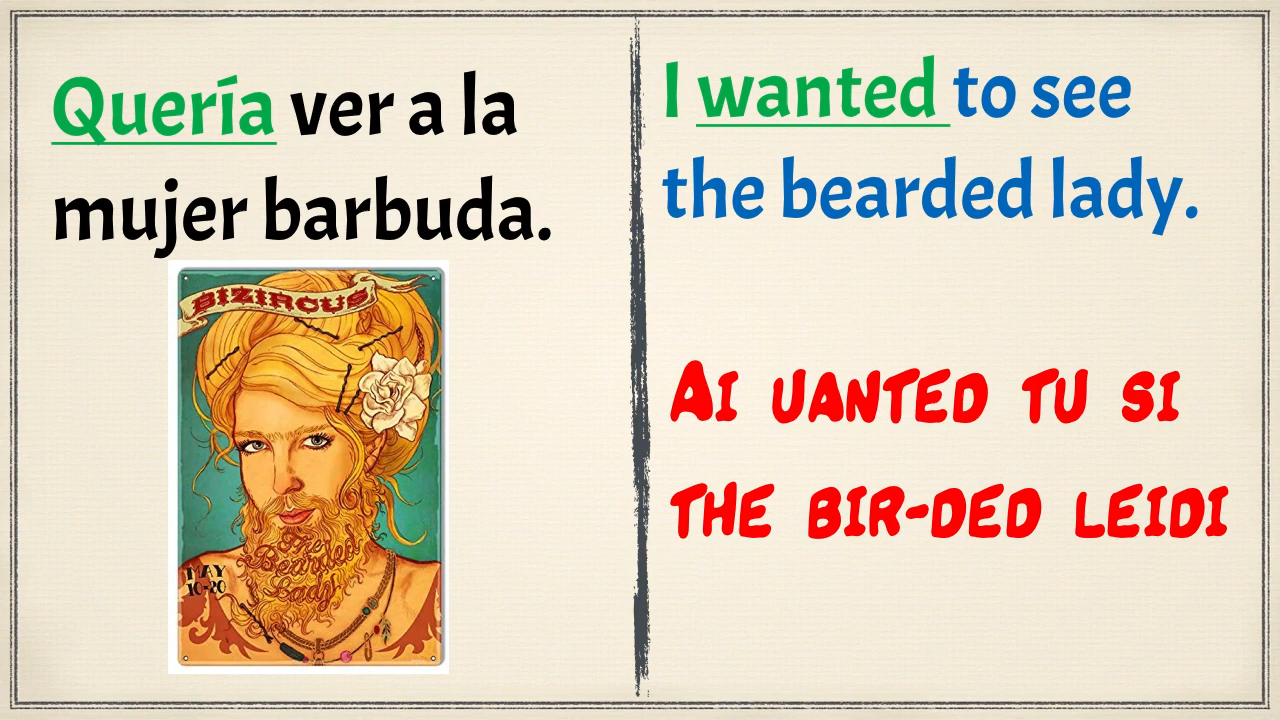 Quería ver a la
mujer barbuda.
BIZIRCUS
The
Bearded
Lady
MAY
10-20
I wanted to see
the bearded lady.
AI UANTED TU SI
THE BIR-DED LEIDI